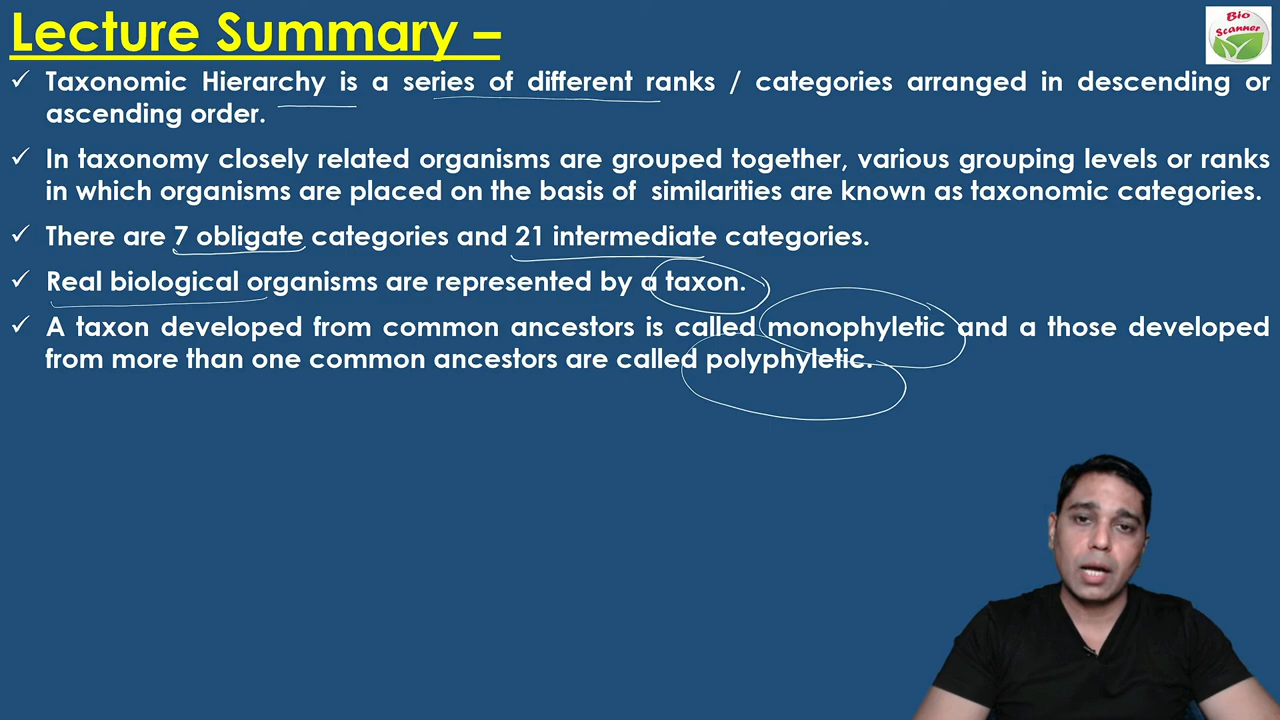 Lecture Summary –
Bio
Scanner
✓ Taxonomic Hierarchy is a series of different ranks / categories arranged in descending or
ascending order.
✓ In taxonomy closely related organisms are grouped together, various grouping levels or ranks
in which organisms are placed on the basis of similarities are known as taxonomic categories.
✓ There are 7 obligate categories and 21 intermediate categories.
✓ Real biological organisms are represented by a taxon.
✓ A taxon developed from common ancestors is called monophyletic and a those developed
from more than one common ancestors are called polyphyletic.